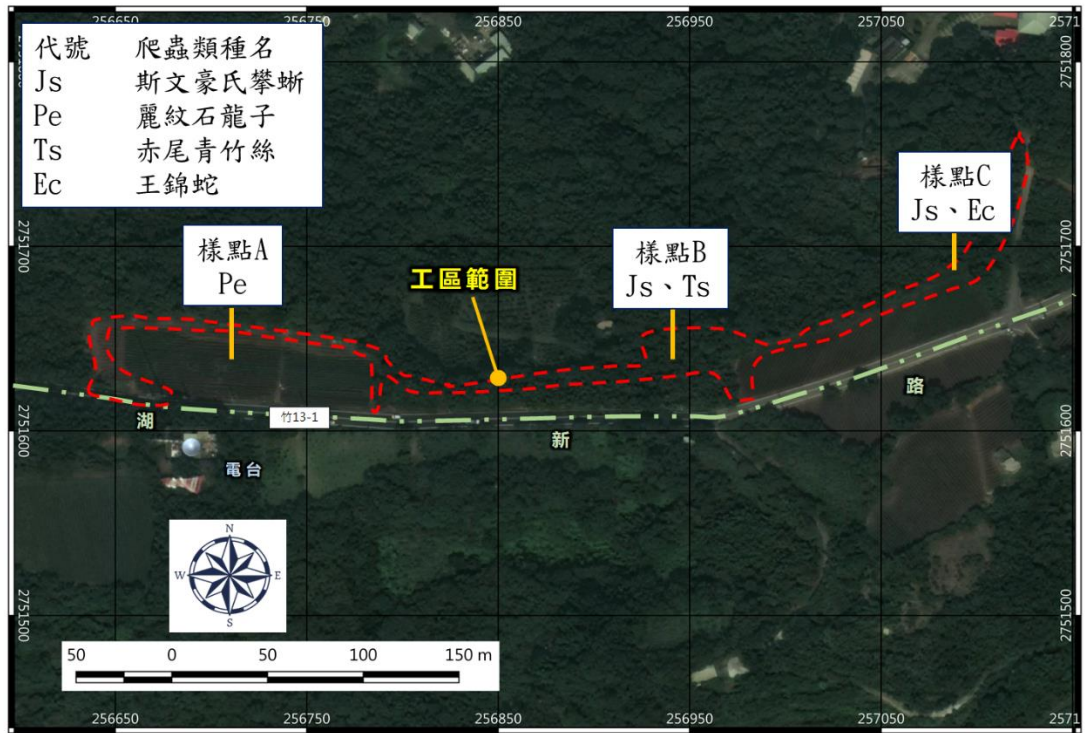 256650 256750 256850 256950 257050 2571
代號 爬蟲類種名
Js 斯文豪氏攀蜥
Pe 麗紋石龍子
Ts 赤尾青竹絲
Ec 王錦蛇
2751800
2751800
樣點C
Js、Ec
2751700
2751700
樣點A
Pe
工區範圍
樣點B
Js、Ts
竹13-1
湖
新
路
2751600
2751600
電台
N
W E
S
2751500
2751500
50 0 50 100 150 m
256650 256750 256850 256950 257050 2571